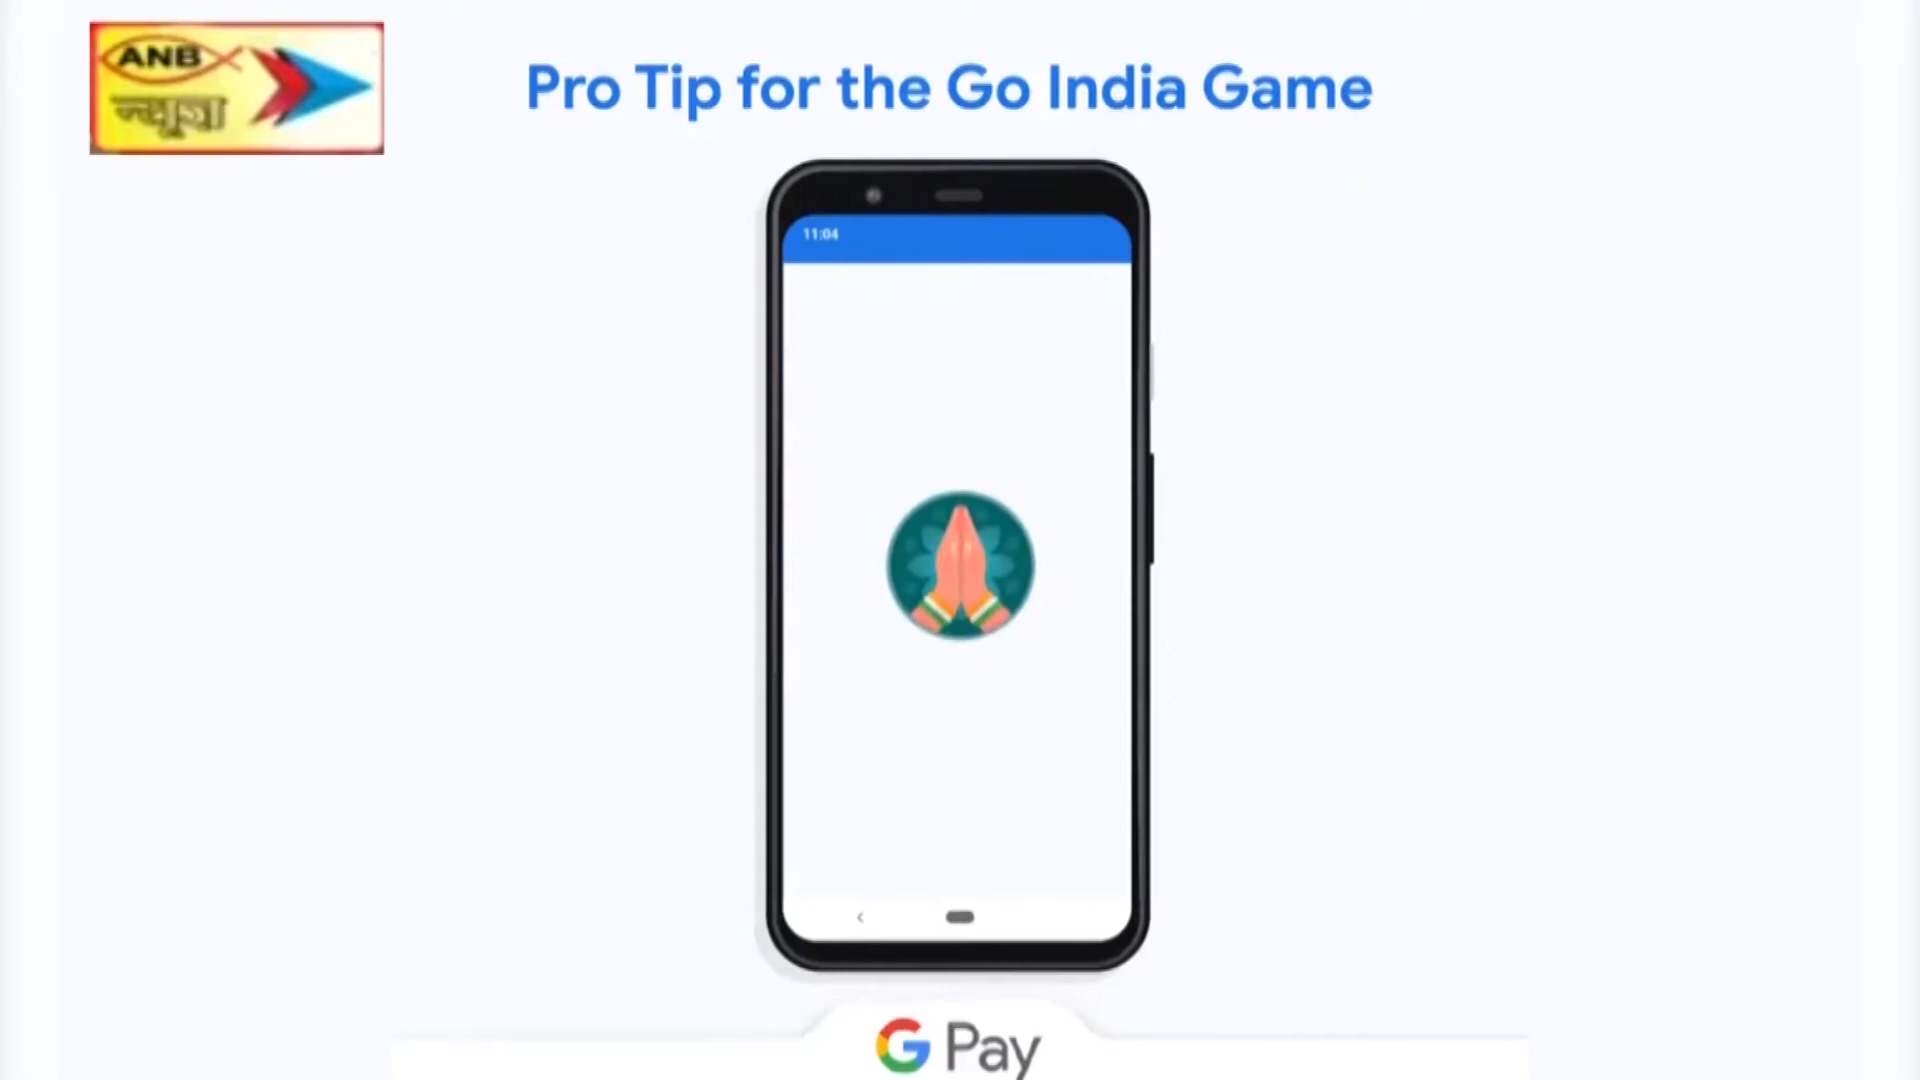 ANB
न्यूज़
Pro Tip for the Go India Game
11:04
G Pay